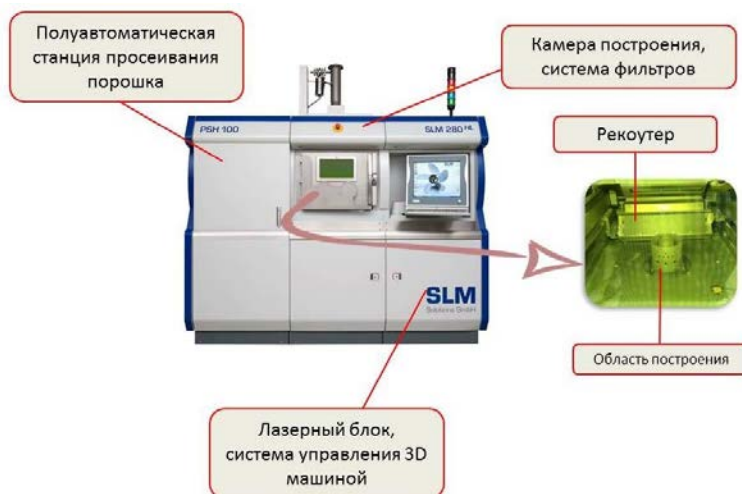 Полуавтоматическая
станция просеивания
порошка
Камера построения,
система фильтров
PSH 100
SLM 280 HL
Рекоутер
SLM
Solutions GmbH
Область построения
Лазерный блок,
система управления 3D
машиной